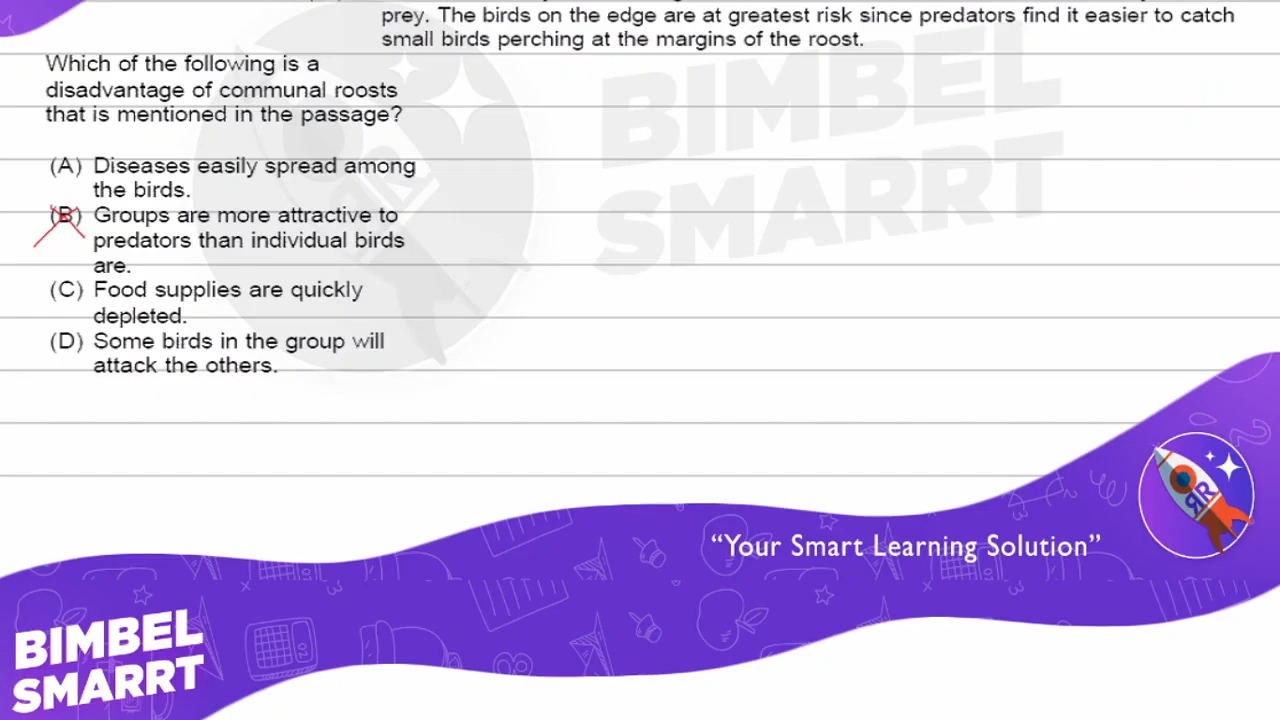 prey. The birds on the edge are at greatest risk since predators find it easier to catch
small birds perching at the margins of the roost.
Which of the following is a
disadvantage of communal roosts
that is mentioned in the passage?
(A) Diseases easily spread among
the birds.
(B) Groups are more attractive to
predators than individual birds
are.
(C) Food supplies are quickly
depleted.
(D) Some birds in the group will
attack the others.
BIMBEL
SMARRT
“Your Smart Learning Solution”
BIMBEL
SMARRT